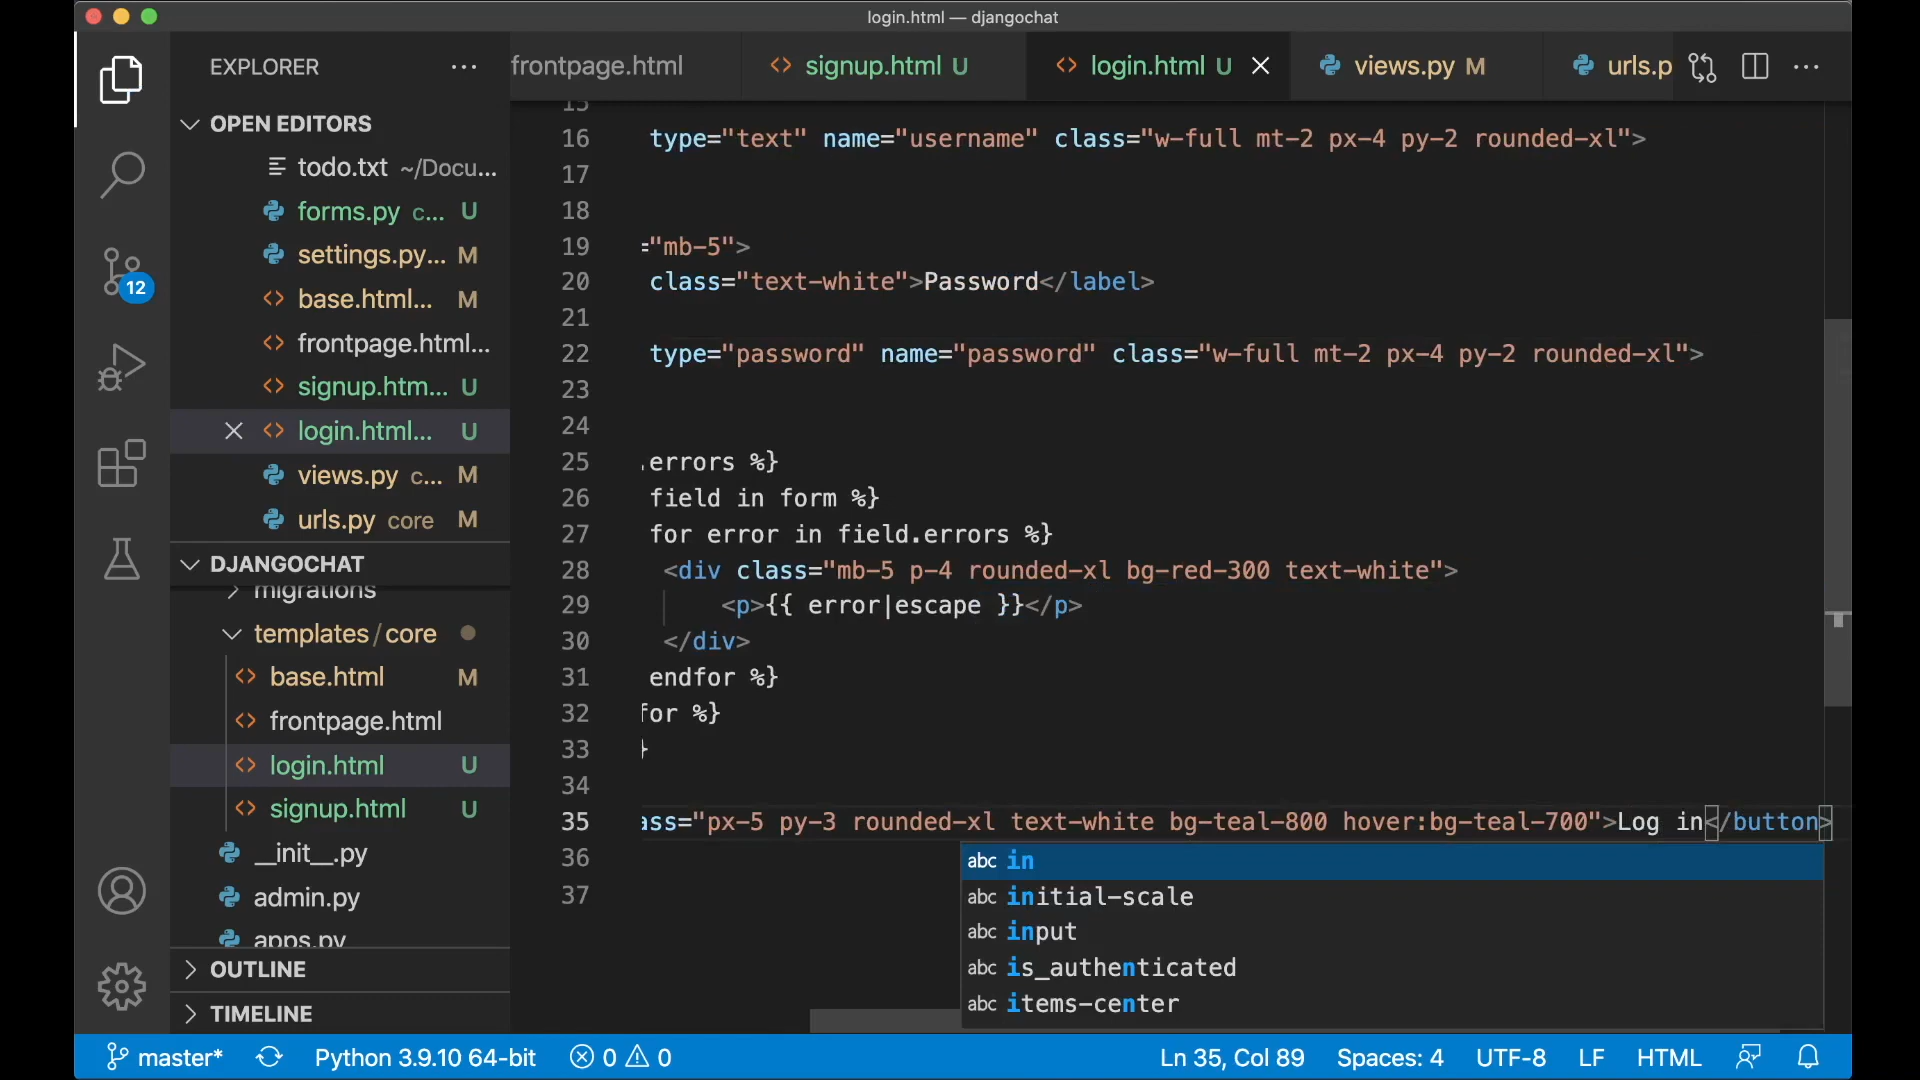 login.html — djangochat
EXPLORER
frontpage.html
signup.html U
login.html U
views.py M
urls.p
OPEN EDITORS
todo.txt ~/Docu...
forms.py c... U
settings.py... M
base.html... M
frontpage.html...
signup.htm... U
login.html... U
views.py c... M
urls.py core M
DJANGOCHAT
migrations
templates/core
base.html M
frontpage.html
login.html U
signup.html U
__init__.py
admin.py
apps.py
OUTLINE
TIMELINE
12
15
16 type="text" name="username" class="w-full mt-2 px-4 py-2 rounded-xl">
17
18
19 ="mb-5">
20 class="text-white">Password</label>
21
22 type="password" name="password" class="w-full mt-2 px-4 py-2 rounded-xl">
23
24
25 .errors %}
26 field in form %}
27 for error in field.errors %}
28 <div class="mb-5 p-4 rounded-xl bg-red-300 text-white">
29 <p>{{ error|escape }}</p>
30 </div>
31 endfor %}
32 for %}
33 }
34
35 ass="px-5 py-3 rounded-xl text-white bg-teal-800 hover:bg-teal-700">Log in</button>
36
37
abc in
abc initial-scale
abc input
abc is_authenticated
abc items-center
master* Python 3.9.10 64-bit 0 0 Ln 35, Col 89 Spaces: 4 UTF-8 LF HTML